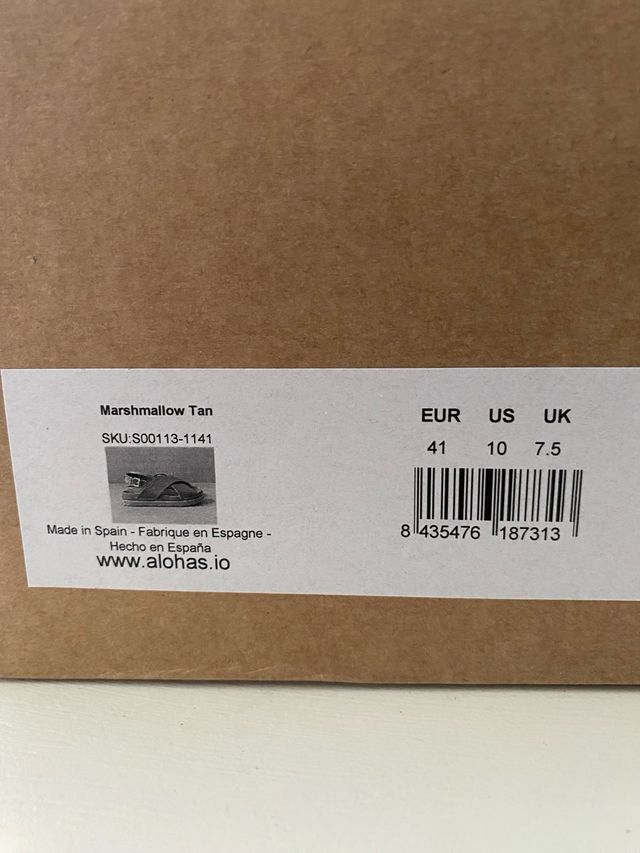 Marshmallow Tan
SKU:S00113-1141
Made in Spain - Fabrique en Espagne -
Hecho en España
www.alohas.io
EUR US UK
41 10 7.5
8 435476 187313